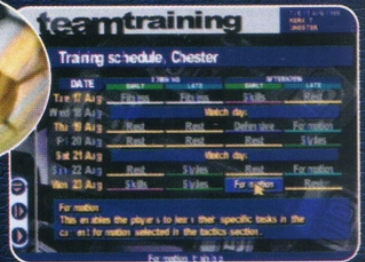 teamtraining
Training schedule, Chester
DATE EARLY LATE EARLY LATE
Tue 17 Aug Fitness Fitness Skills Rest
Wed 18 Aug Match day
Thu 19 Aug Rest Rest Defensive Formation
Fri 20 Aug Rest Rest Rest Styles
Sat 21 Aug Match day
Sun 22 Aug Rest Styles Rest Formation
Mon 23 Aug Skills Styles Formation Rest
Formation
This enables the players to learn their specific tasks in the
current formation selected in the tactics section.